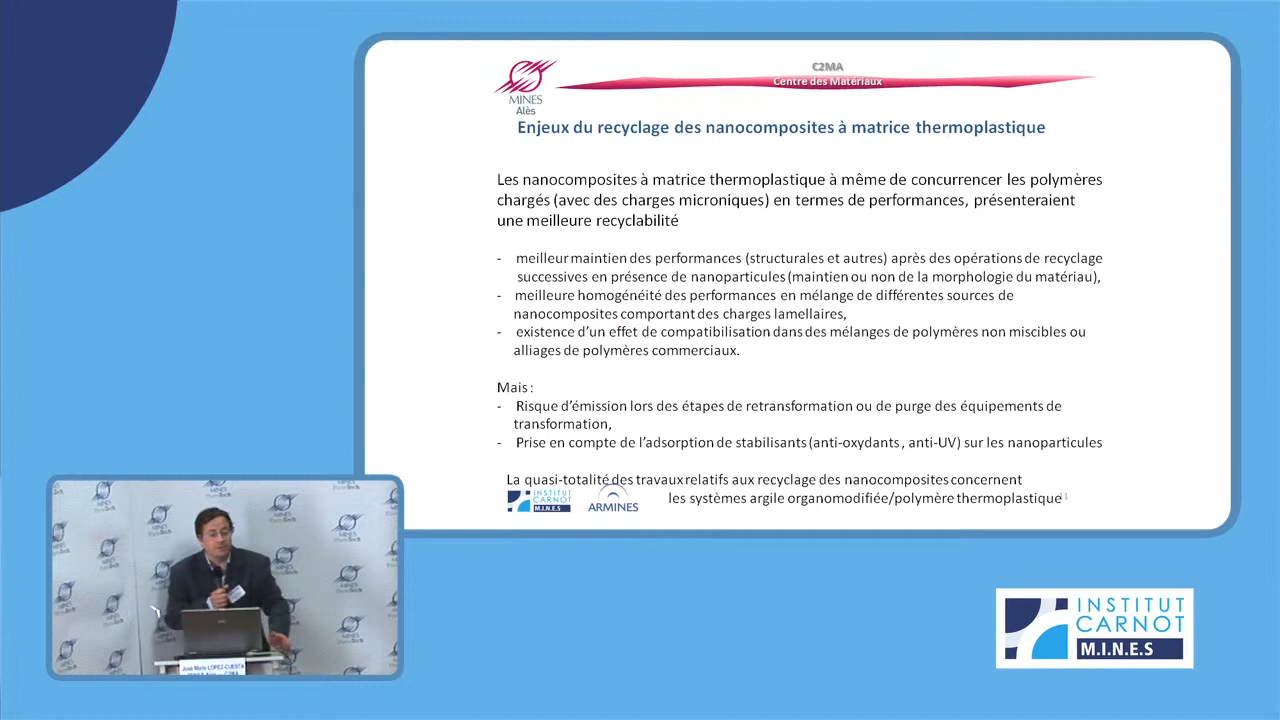 C2MA
Centre des Matériaux
MINES
Alès
Enjeux du recyclage des nanocomposites à matrice thermoplastique
Les nanocomposites à matrice thermoplastique à même de concurrencer les polymères
chargés (avec des charges microniques) en termes de performances, présenteraient
une meilleure recyclabilité
- meilleur maintien des performances (structurales et autres) après des opérations de recyclage
successives en présence de nanoparticules (maintien ou non de la morphologie du matériau),
- meilleure homogénéité des performances en mélange de différentes sources de
nanocomposites comportant des charges lamellaires,
- existence d'un effet de compatibilisation dans des mélanges de polymères non miscibles ou
alliages de polymères commerciaux.
Mais :
- Risque d'émission lors des étapes de retransformation ou de purge des équipements de
transformation,
- Prise en compte de l'adsorption de stabilisants (anti-oxydants, anti-UV) sur les nanoparticules
La quasi-totalité des travaux relatifs aux recyclage des nanocomposites concernent
les systèmes argile organomodifiée/polymère thermoplastique
11
INSTITUT
CARNOT
M.I.N.E.S
ARMINES
MINES
José-Marie LOPEZ-CUESTA
INSTITUT
CARNOT
M.I.N.E.S